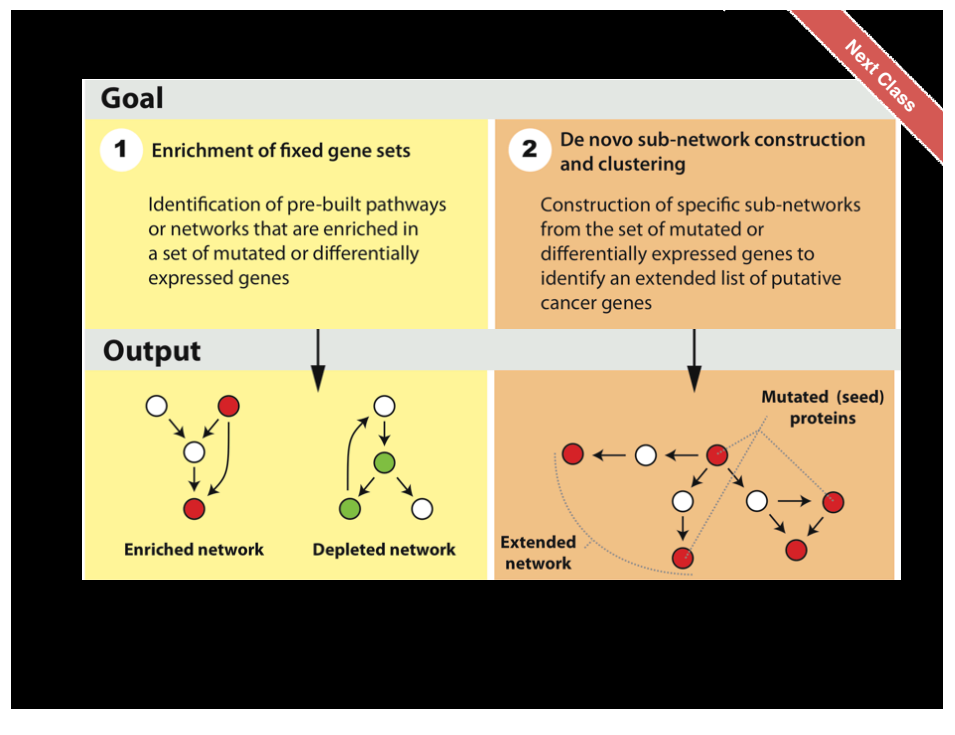 Next Class
Goal
1
Enrichment of fixed gene sets
Identification of pre-built pathways
or networks that are enriched in
a set of mutated or differentially
expressed genes
2
De novo sub-network construction
and clustering
Construction of specific sub-networks
from the set of mutated or
differentially expressed genes to
identify an extended list of putative
cancer genes
Output
Enriched network
Depleted network
Mutated (seed)
proteins
Extended
network